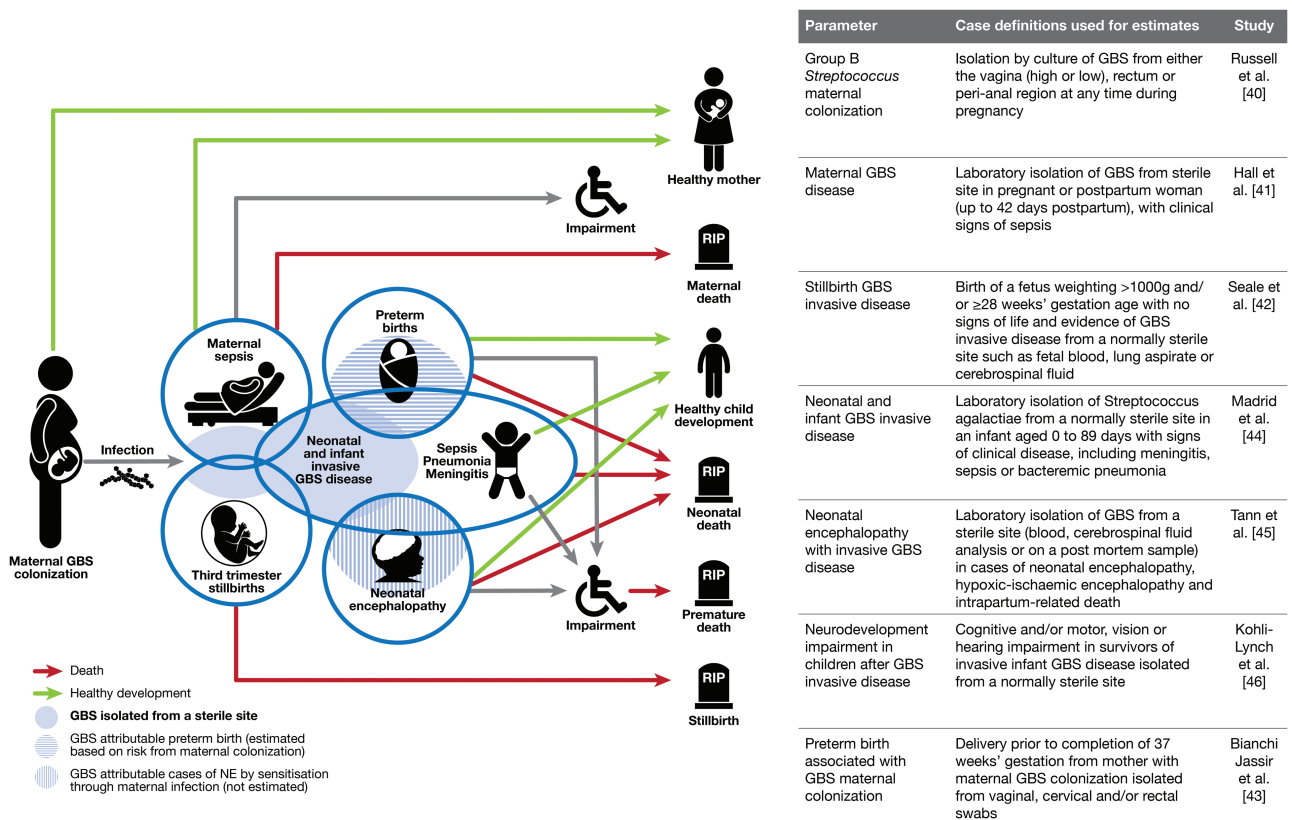 Healthy mother
Impairment
RIP
Maternal
death
Preterm
births
Maternal
sepsis
Healthy child
development
Neonatal
and infant
invasive
GBS disease
Sepsis
Pneumonia
Meningitis
Infection
RIP
Neonatal
death
Maternal GBS
colonization
Third trimester
stillbirths
Neonatal
encephalopathy
Impairment
RIP
Premature
death
RIP
Stillbirth
Death
Healthy development
GBS isolated from a sterile site
GBS attributable preterm birth (estimated
based on risk from maternal colonization)
GBS attributable cases of NE by sensitisation
through maternal infection (not estimated)
Parameter Case definitions used for estimates Study
Group B
Streptococcus
maternal
colonization
Isolation by culture of GBS from either
the vagina (high or low), rectum or
peri-anal region at any time during
pregnancy
Russell
et al.
[40]
Maternal GBS
disease
Laboratory isolation of GBS from sterile
site in pregnant or postpartum woman
(up to 42 days postpartum), with clinical
signs of sepsis
Hall et
al. [41]
Stillbirth GBS
invasive disease
Birth of a fetus weighting >1000g and/
or ≥28 weeks' gestation age with no
signs of life and evidence of GBS
invasive disease from a normally sterile
site such as fetal blood, lung aspirate or
cerebrospinal fluid
Seale et
al. [42]
Neonatal and
infant GBS invasive
disease
Laboratory isolation of Streptococcus
agalactiae from a normally sterile site in
an infant aged 0 to 89 days with signs
of clinical disease, including meningitis,
sepsis or bacteremic pneumonia
Madrid
et al.
[44]
Neonatal
encephalopathy
with invasive GBS
disease
Laboratory isolation of GBS from a
sterile site (blood, cerebrospinal fluid
analysis or on a post mortem sample)
in cases of neonatal encephalopathy,
hypoxic-ischaemic encephalopathy and
intrapartum-related death
Tann et
al. [45]
Neurodevelopment
impairment in
children after GBS
invasive disease
Cognitive and/or motor, vision or
hearing impairment in survivors of
invasive infant GBS disease isolated
from a normally sterile site
Kohli-
Lynch
et al.
[46]
Preterm birth
associated with
GBS maternal
colonization
Delivery prior to completion of 37
weeks' gestation from mother with
maternal GBS colonization isolated
from vaginal, cervical and/or rectal
swabs
Bianchi
Jassir
et al.
[43]